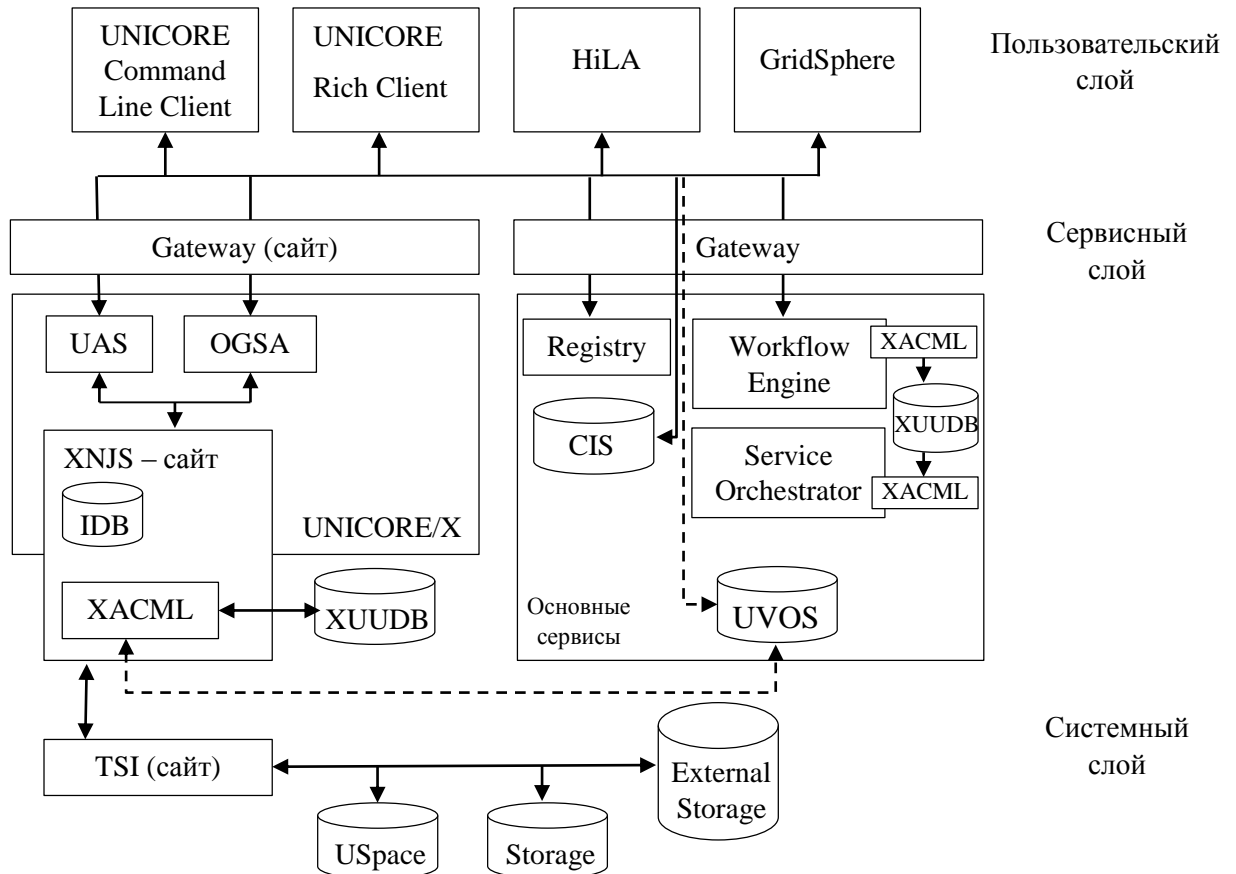 UNICORE
Command
Line Client
UNICORE
Rich Client
HiLA
GridSphere
Пользовательский
слой
Gateway (сайт)
Gateway
Сервисный
слой
UAS
OGSA
Registry
Workflow
Engine
XACML
XUUDB
CIS
XNJS – сайт
IDB
UNICORE/X
Service
Orchestrator
XACML
XACML
XUUDB
Основные
сервисы
UVOS
Системный
слой
TSI (сайт)
External
Storage
USpace
Storage